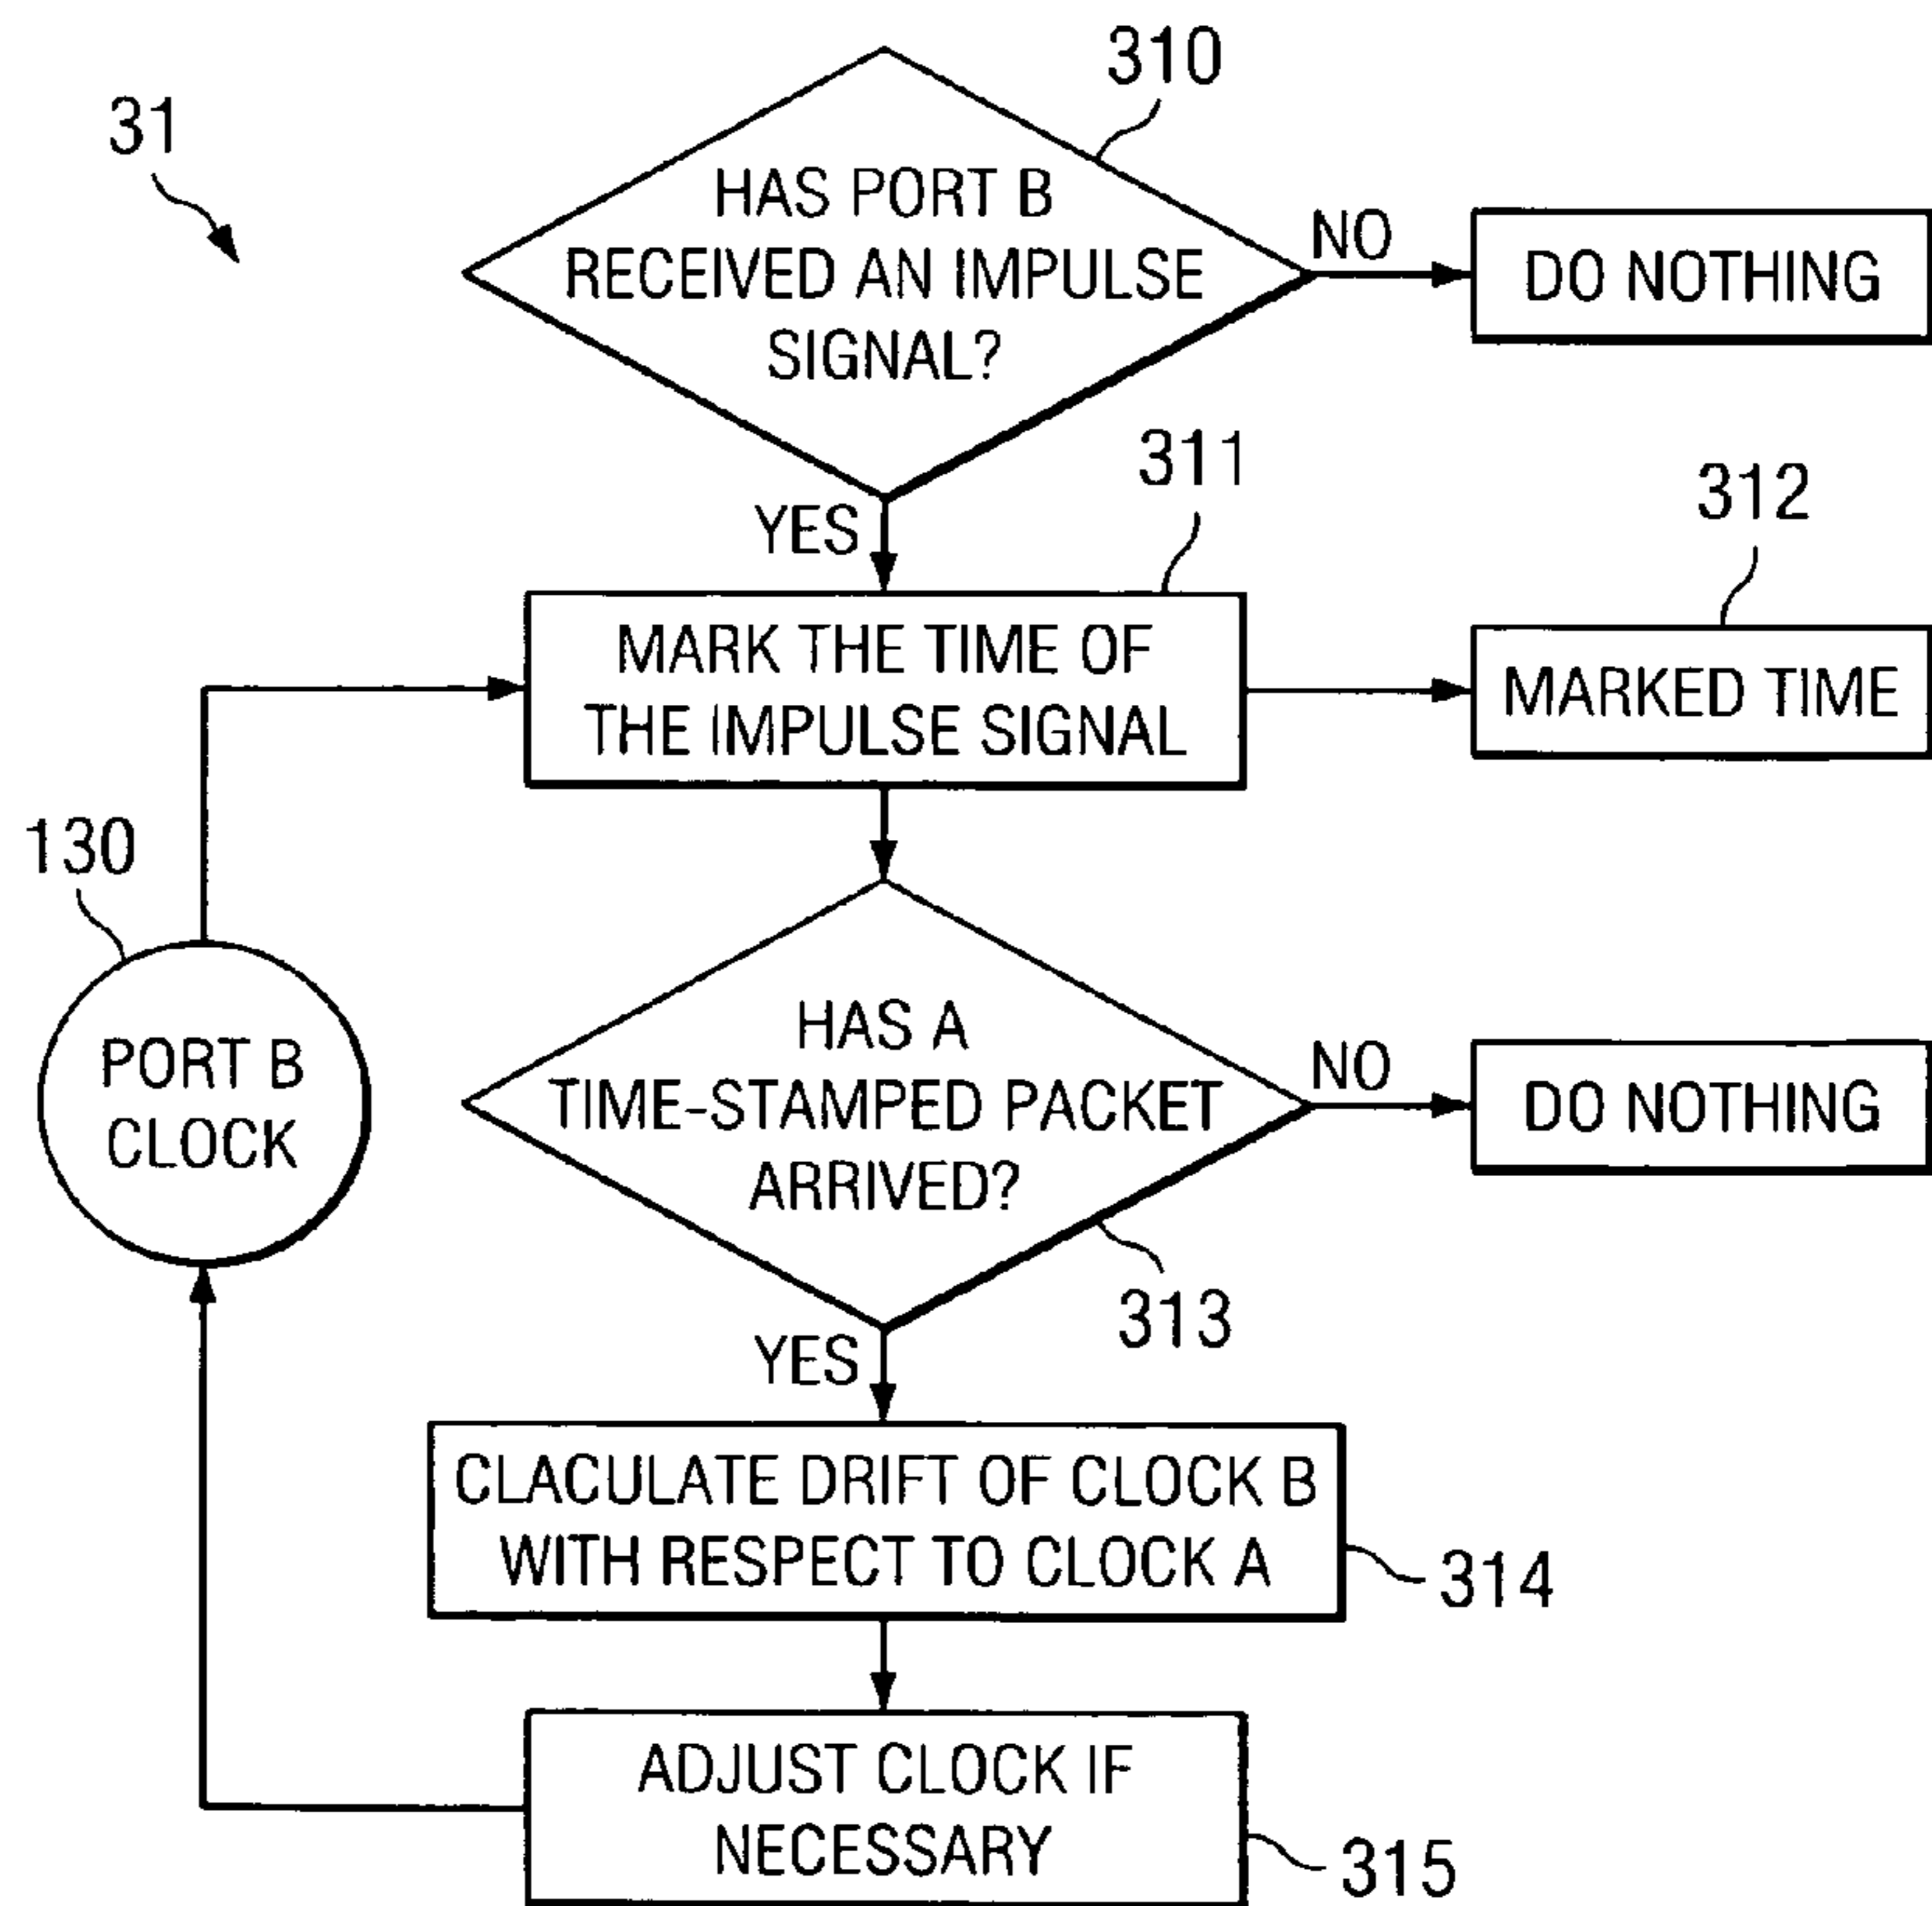 310
31
HAS PORT B
RECEIVED AN IMPULSE
SIGNAL?
NO
DO NOTHING
YES
311
312
MARK THE TIME OF
THE IMPULSE SIGNAL
MARKED TIME
130
PORT B
CLOCK
HAS A
TIME-STAMPED PACKET
ARRIVED?
NO
DO NOTHING
313
YES
CLACULATE DRIFT OF CLOCK B
WITH RESPECT TO CLOCK A
314
ADJUST CLOCK IF
NECESSARY
315